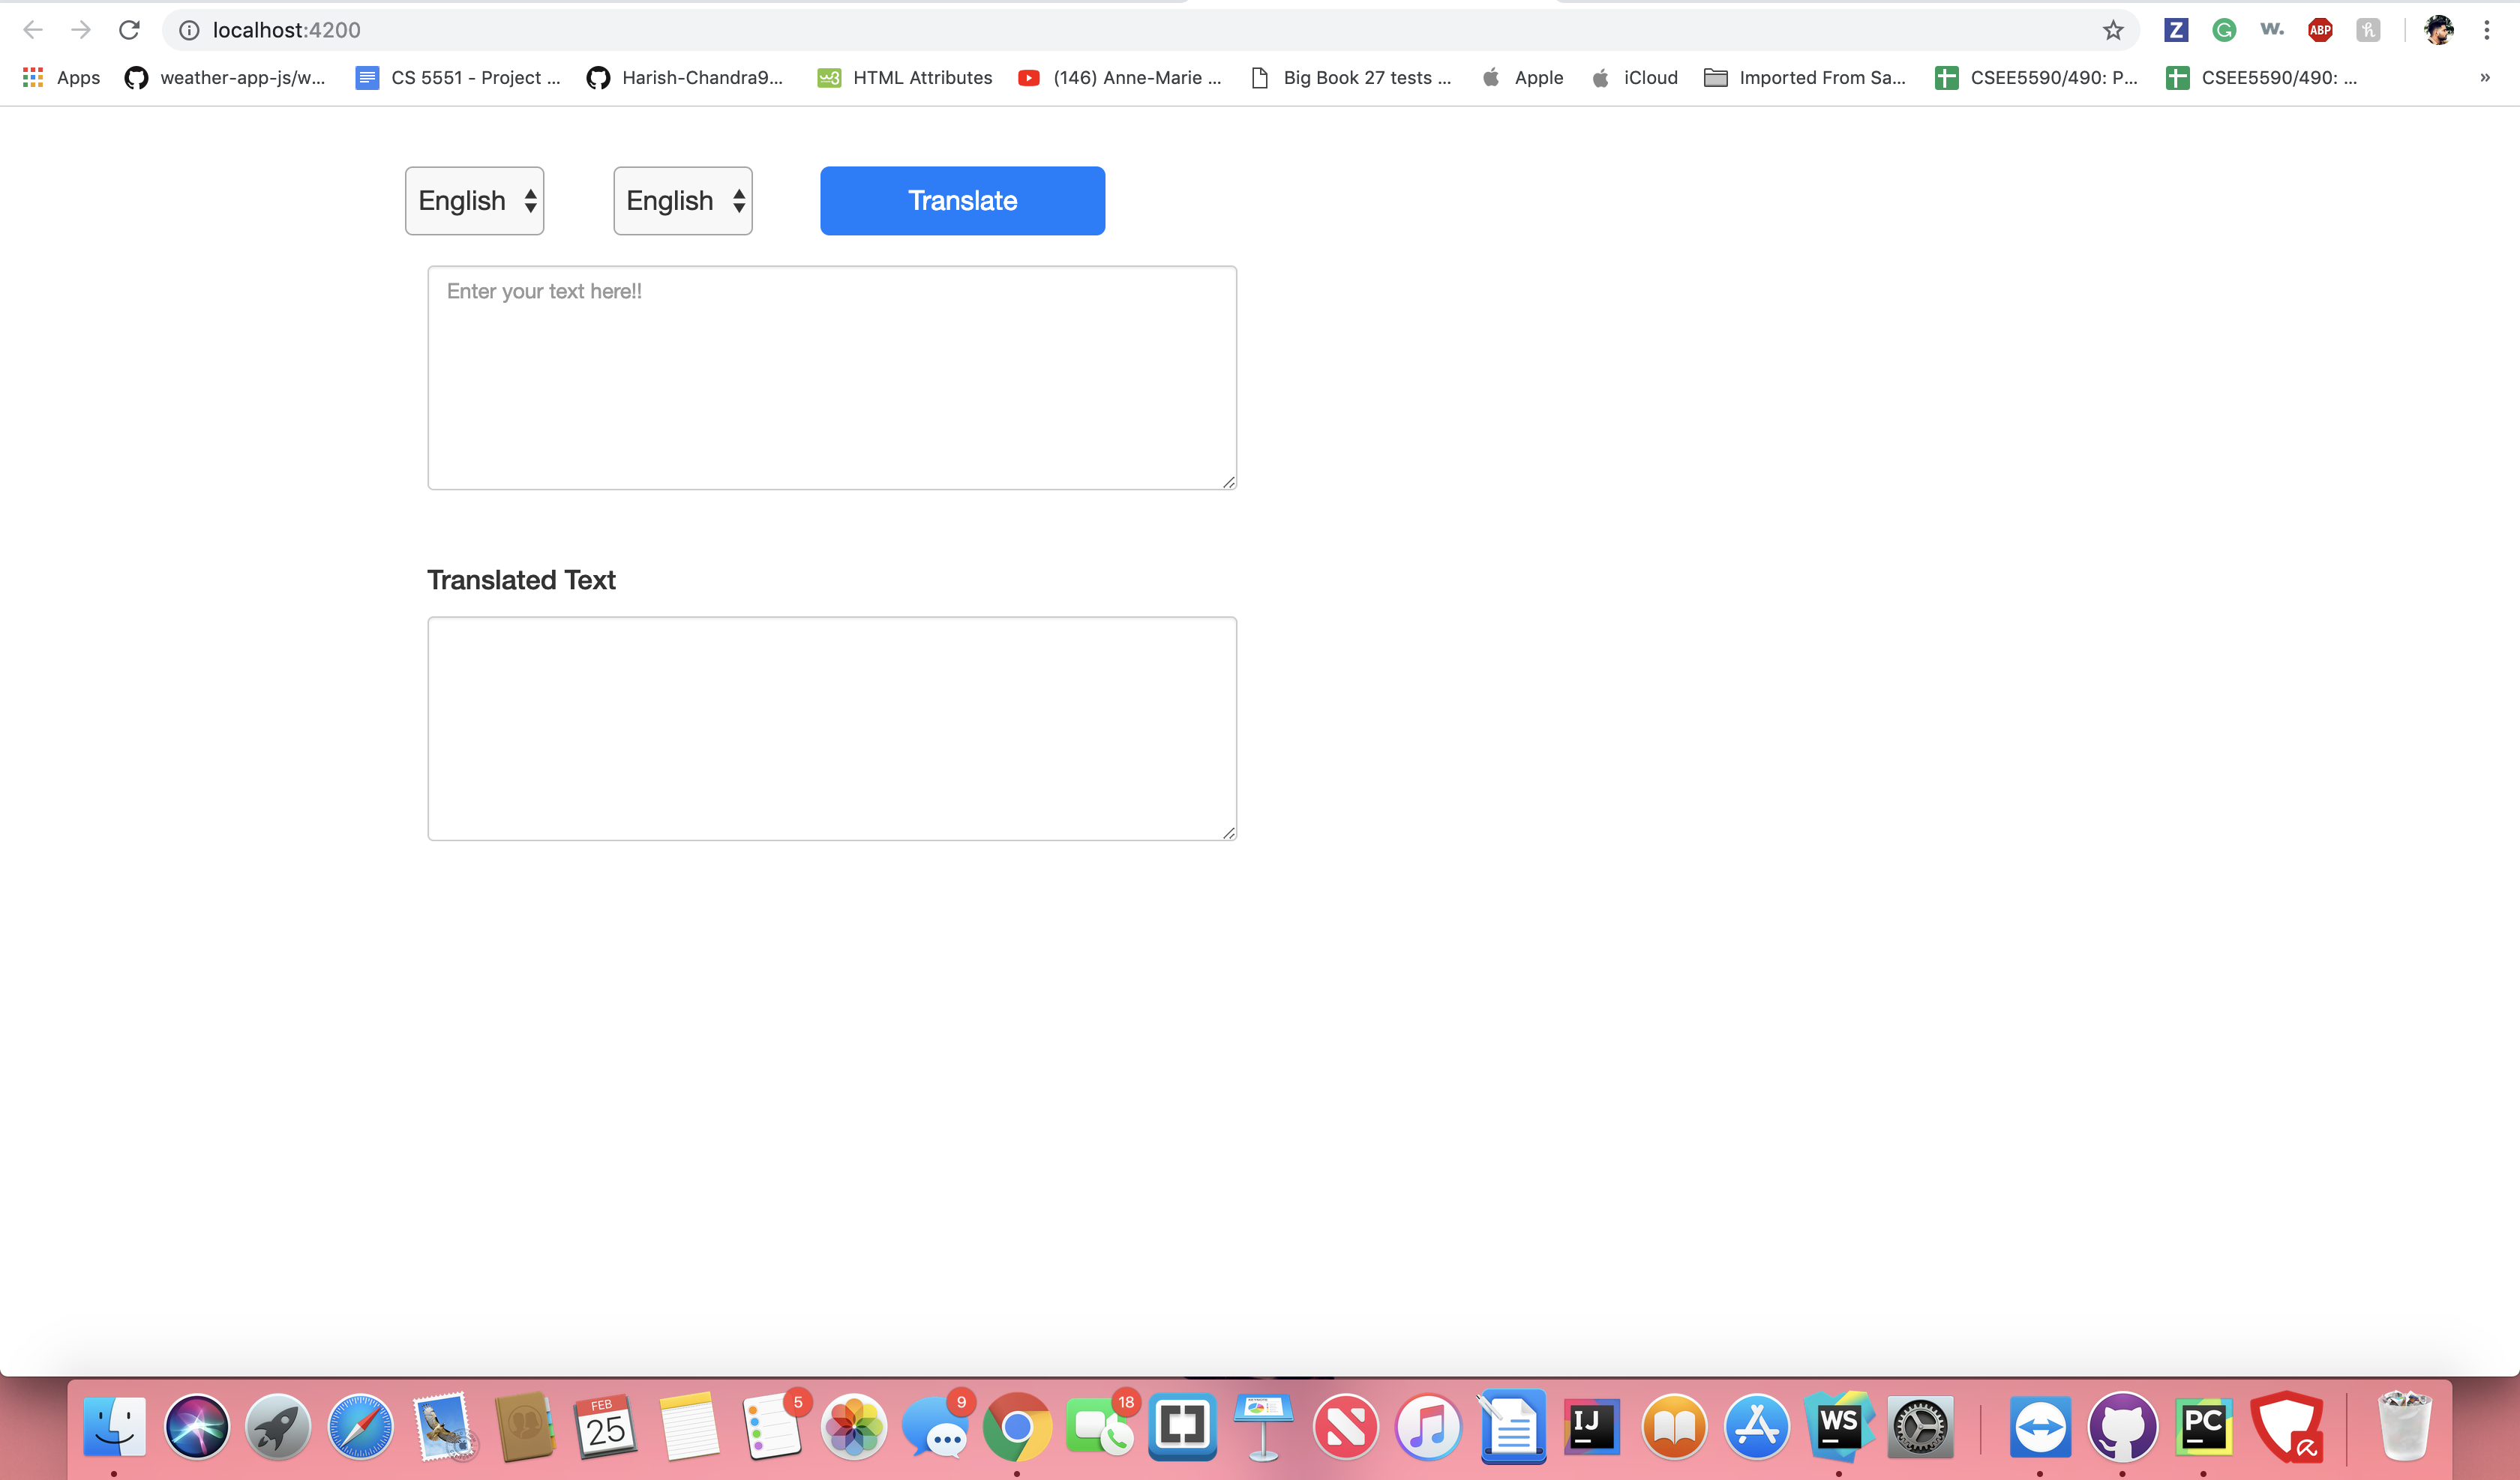 localhost:4200
Z G w. ABP h
Apps weather-app-js/w... CS 5551 - Project ... Harish-Chandra9... w3 HTML Attributes (146) Anne-Marie ... Big Book 27 tests ... Apple iCloud Imported From Sa... CSEE5590/490: P... CSEE5590/490: ... »
English English Translate
Enter your text here!!
Translated Text
FEB
25
5
9
18
IJ
WS
PC